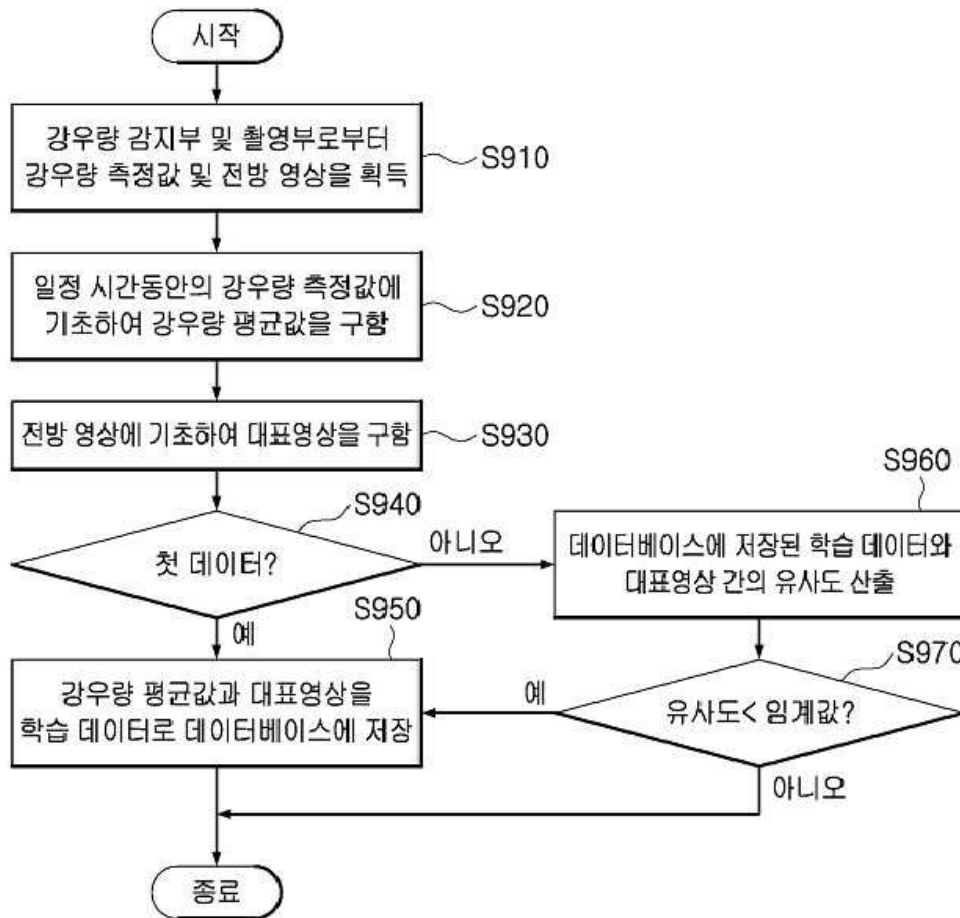 시작
강우량 감지부 및 촬영부로부터
강우량 측정값 및 전방 영상을 획득
S910
일정 시간동안의 강우량 측정값에
기초하여 강우량 평균값을 구함
S920
전방 영상에 기초하여 대표영상을 구함
S930
첫 데이터?
S940
아니오
예
S960
데이터베이스에 저장된 학습 데이터와
대표영상 간의 유사도 산출
S950
강우량 평균값과 대표영상을
학습 데이터로 데이터베이스에 저장
S970
유사도< 임계값?
예
아니오
종료